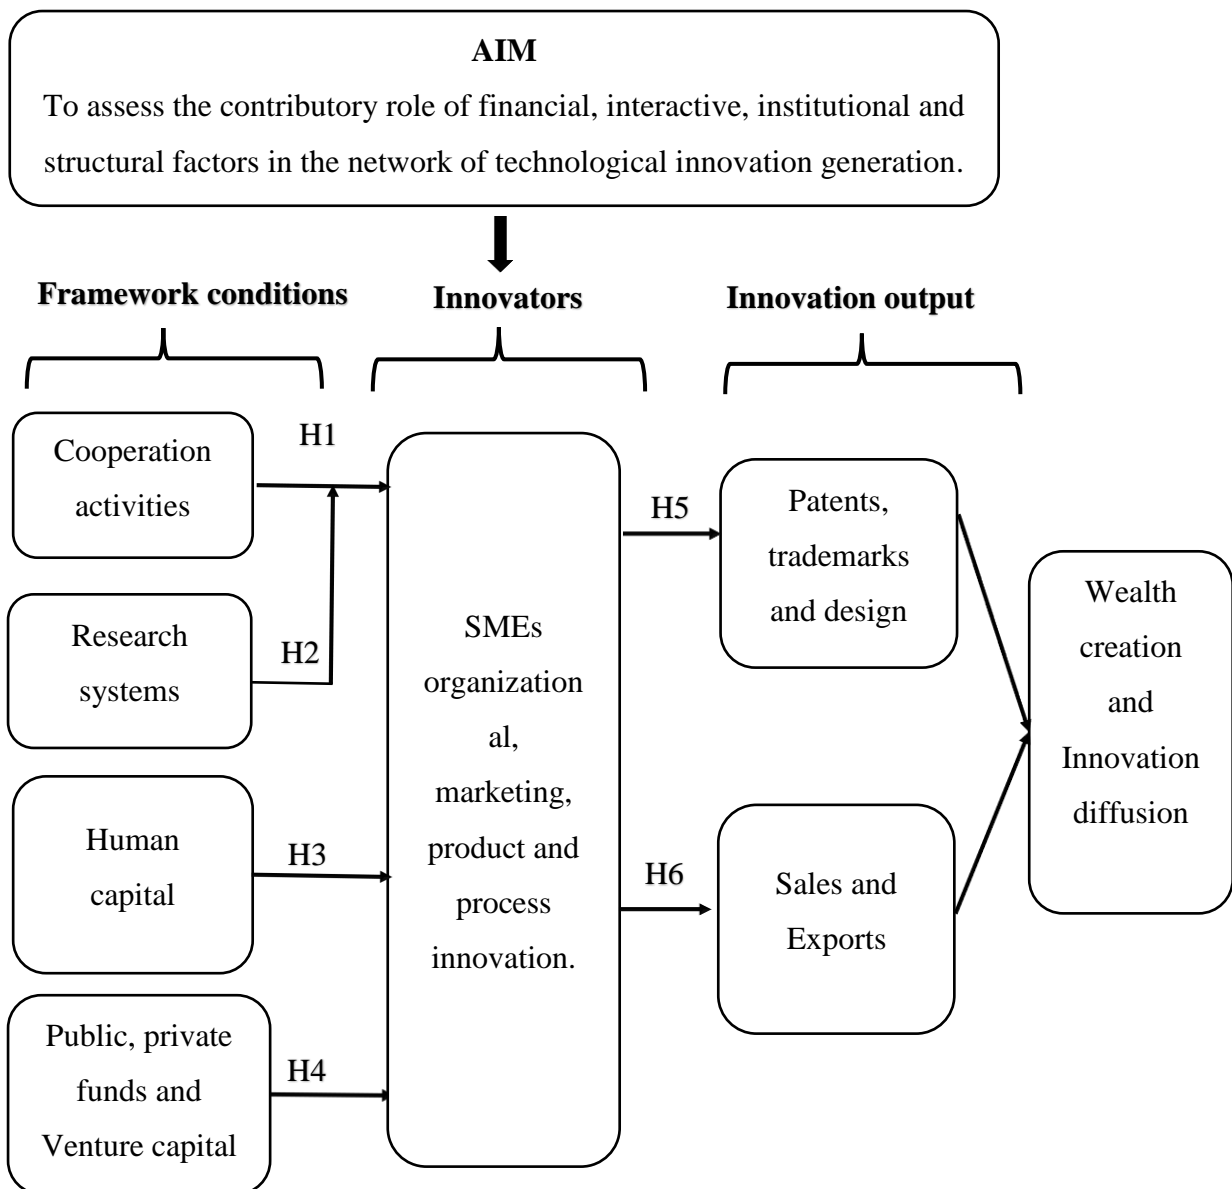 AIM
To assess the contributory role of financial, interactive, institutional and
structural factors in the network of technological innovation generation.
Framework conditions
Innovators
Innovation output
Cooperation
activities
H1
Research
systems
H2
Human
capital
H3
Public, private
funds and
Venture capital
H4
SMEs
organization
al,
marketing,
product and
process
innovation.
H5
Patents,
trademarks
and design
H6
Sales and
Exports
Wealth
creation
and
Innovation
diffusion